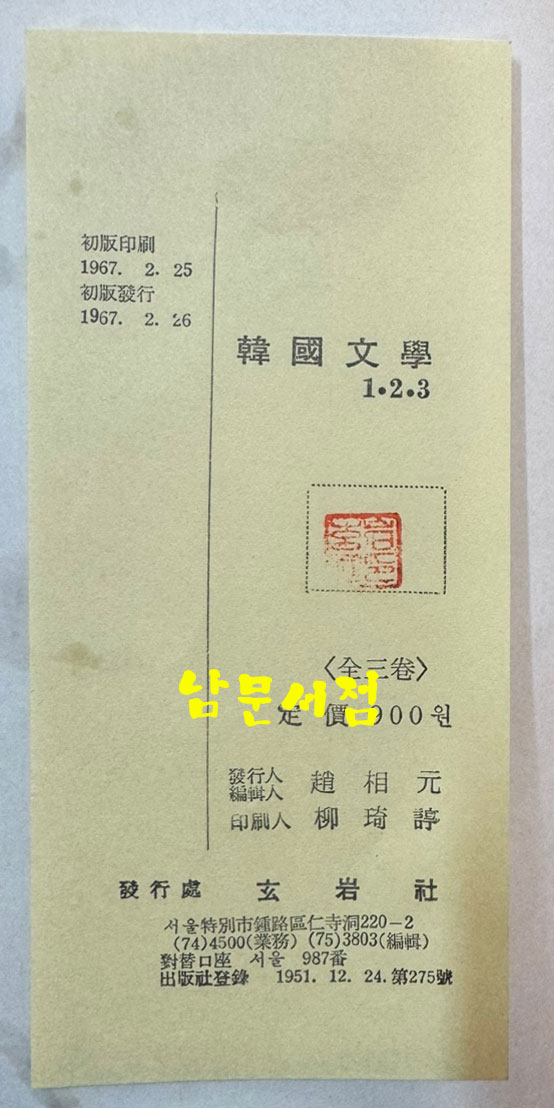 初版印刷
1967. 2. 25
初版發行
1967. 2. 26
韓國文學
1·2·3
〈全三卷〉
남문서점
定價 900원
發行人
編輯人 趙相元
印刷人 柳琦諄
發行處 玄岩社
서울特別市鍾路區仁寺洞220-2
(74)4500(業務) (75)3803(編輯)
對替口座 서울 987番
出版社登錄 1951. 12. 24. 第275號